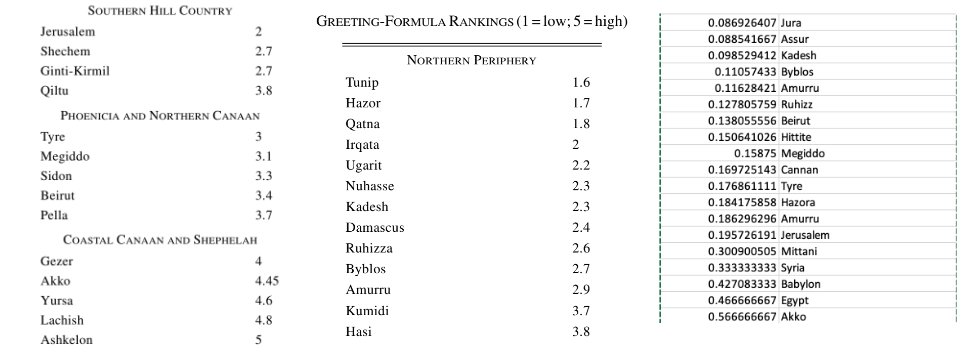 SOUTHERN HILL COUNTRY
Jerusalem 2
Shechem 2.7
Ginti-Kirmil 2.7
Qiltu 3.8
PHOENICIA AND NORTHERN CANAAN
Tyre 3
Megiddo 3.1
Sidon 3.3
Beirut 3.4
Pella 3.7
COASTAL CANAAN AND SHEPHELAH
Gezer 4
Akko 4.45
Yursa 4.6
Lachish 4.8
Ashkelon 5
GREETING-FORMULA RANKINGS (1 = low; 5 = high)
NORTHERN PERIPHERY
Tunip 1.6
Hazor 1.7
Qatna 1.8
Irqata 2
Ugarit 2.2
Nuhasse 2.3
Kadesh 2.3
Damascus 2.4
Ruhizza 2.6
Byblos 2.7
Amurru 2.9
Kumidi 3.7
Hasi 3.8
0.086926407 Jura
0.088541667 Assur
0.098529412 Kadesh
0.11057433 Byblos
0.11628421 Amurru
0.127805759 Ruhizz
0.138055556 Beirut
0.150641026 Hittite
0.15875 Megiddo
0.169725143 Cannan
0.176861111 Tyre
0.184175858 Hazora
0.186296296 Amurru
0.195726191 Jerusalem
0.300900505 Mittani
0.333333333 Syria
0.427083333 Babylon
0.466666667 Egypt
0.566666667 Akko